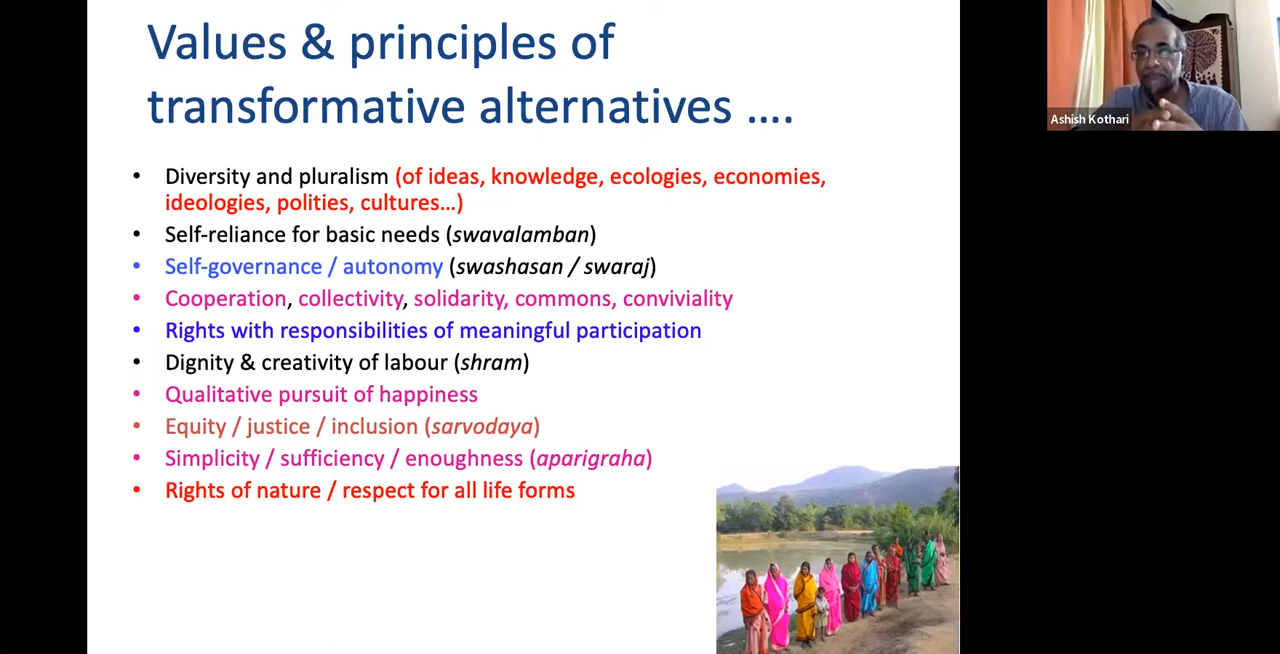 Values & principles of
transformative alternatives ....
Ashish Kothari
• Diversity and pluralism (of ideas, knowledge, ecologies, economies,
ideologies, polities, cultures…)
• Self-reliance for basic needs (swavalamban)
• Self-governance / autonomy (swashasan / swaraj)
• Cooperation, collectivity, solidarity, commons, conviviality
• Rights with responsibilities of meaningful participation
• Dignity & creativity of labour (shram)
• Qualitative pursuit of happiness
• Equity / justice / inclusion (sarvodaya)
• Simplicity / sufficiency / enoughness (aparigraha)
• Rights of nature / respect for all life forms